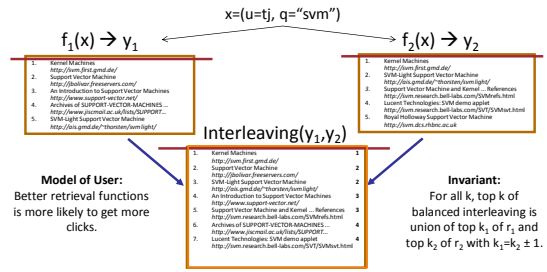 x=(u=tj, q="svm")
f1(x) → y1
f2(x) → y2
1. Kernel Machines
http://svm.first.gmd.de/
2. Support Vector Machine
http://jbolivar.freeservers.com/
3. An Introduction to Support Vector Machines
http://www.support-vector.net/
4. Archives of SUPPORT-VECTOR-MACHINES ...
http://www.jiscmail.ac.uk/lists/SUPPORT...
5. SVM-Light Support Vector Machine
http://ais.gmd.de/~thorsten/svm light/
1. Kernel Machines
http://svm.first.gmd.de/
2. SVM-Light Support Vector Machine
http://ais.gmd.de/~thorsten/svm light/
3. Support Vector Machine and Kernel ... References
http://svm.research.bell-labs.com/SVMrefs.html
4. Lucent Technologies: SVM demo applet
http://svm.research.bell-labs.com/SVT/SVMsvt.html
5. Royal Holloway Support Vector Machine
http://svm.dcs.rhbnc.ac.uk
Interleaving(y1,y2)
1. Kernel Machines 1
http://svm.first.gmd.de/
2. Support Vector Machine 2
http://jbolivar.freeservers.com/
3. SVM-Light Support Vector Machine 2
http://ais.gmd.de/~thorsten/svm light/
4. An Introduction to Support Vector Machines 3
http://www.support-vector.net/
5. Support Vector Machine and Kernel ... References 3
http://svm.research.bell-labs.com/SVMrefs.html
6. Archives of SUPPORT-VECTOR-MACHINES ... 4
http://www.jiscmail.ac.uk/lists/SUPPORT...
7. Lucent Technologies: SVM demo applet 4
http://svm.research.bell-labs.com/SVT/SVMsvt.html
Model of User:
Better retrieval functions
is more likely to get more
clicks.
Invariant:
For all k, top k of
balanced interleaving is
union of top k1 of r1 and
top k2 of r2 with k1=k2 ± 1.